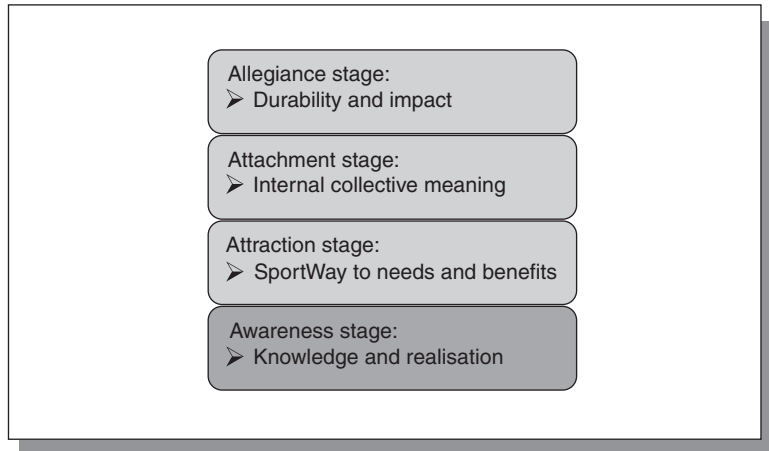 Allegiance stage:
➢ Durability and impact
Attachment stage:
➢ Internal collective meaning
Attraction stage:
➢ SportWay to needs and benefits
Awareness stage:
➢ Knowledge and realisation